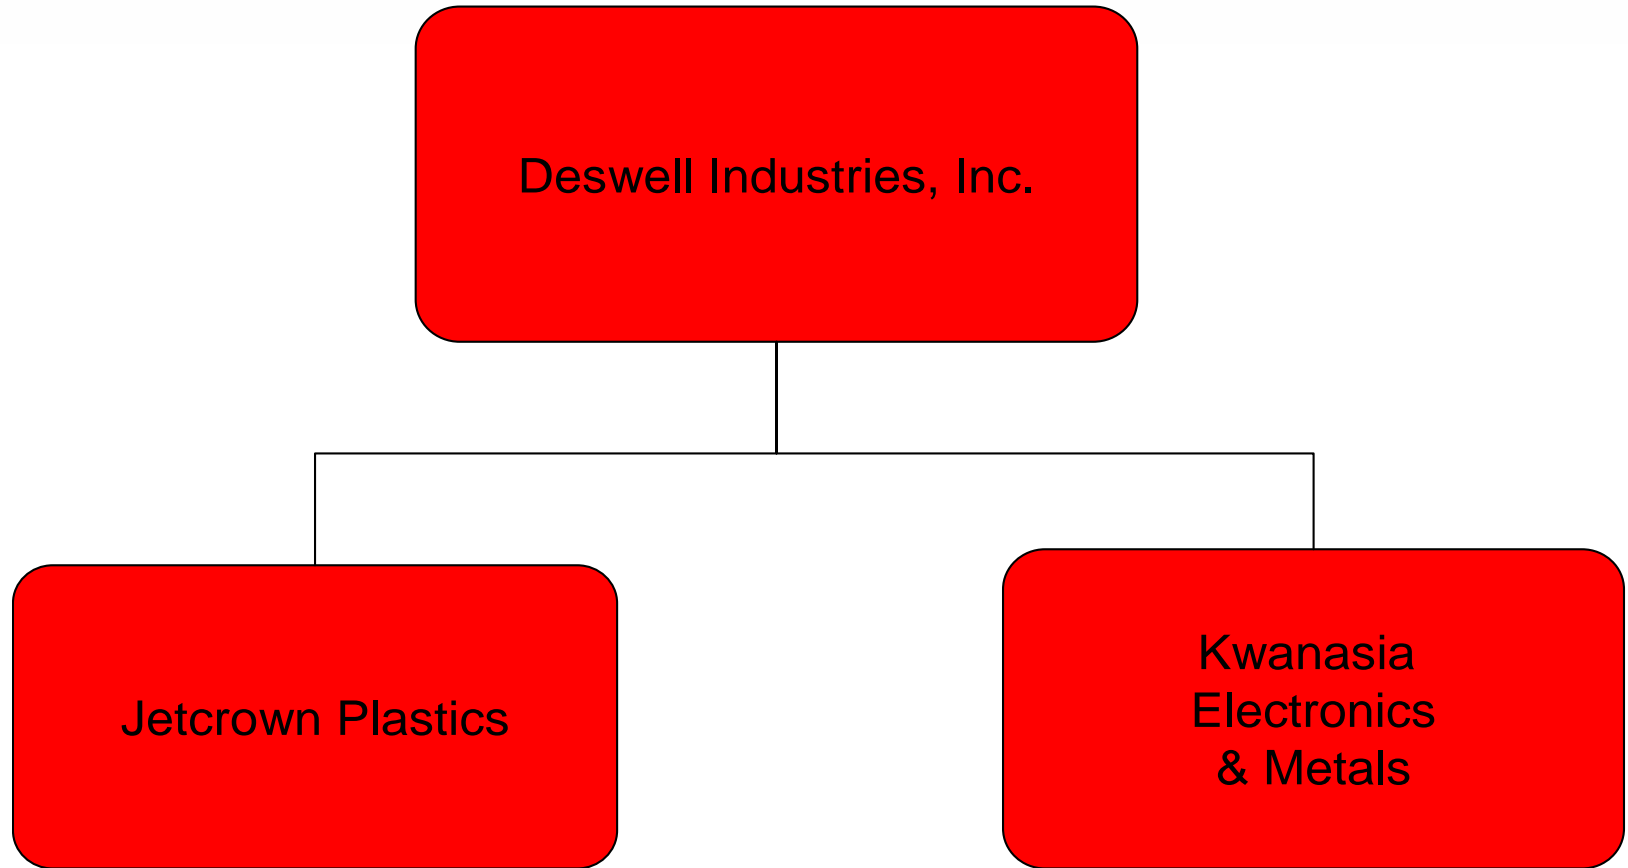 Deswell Industries, Inc.
Jetcrown Plastics
Kwanasia
Electronics
& Metals